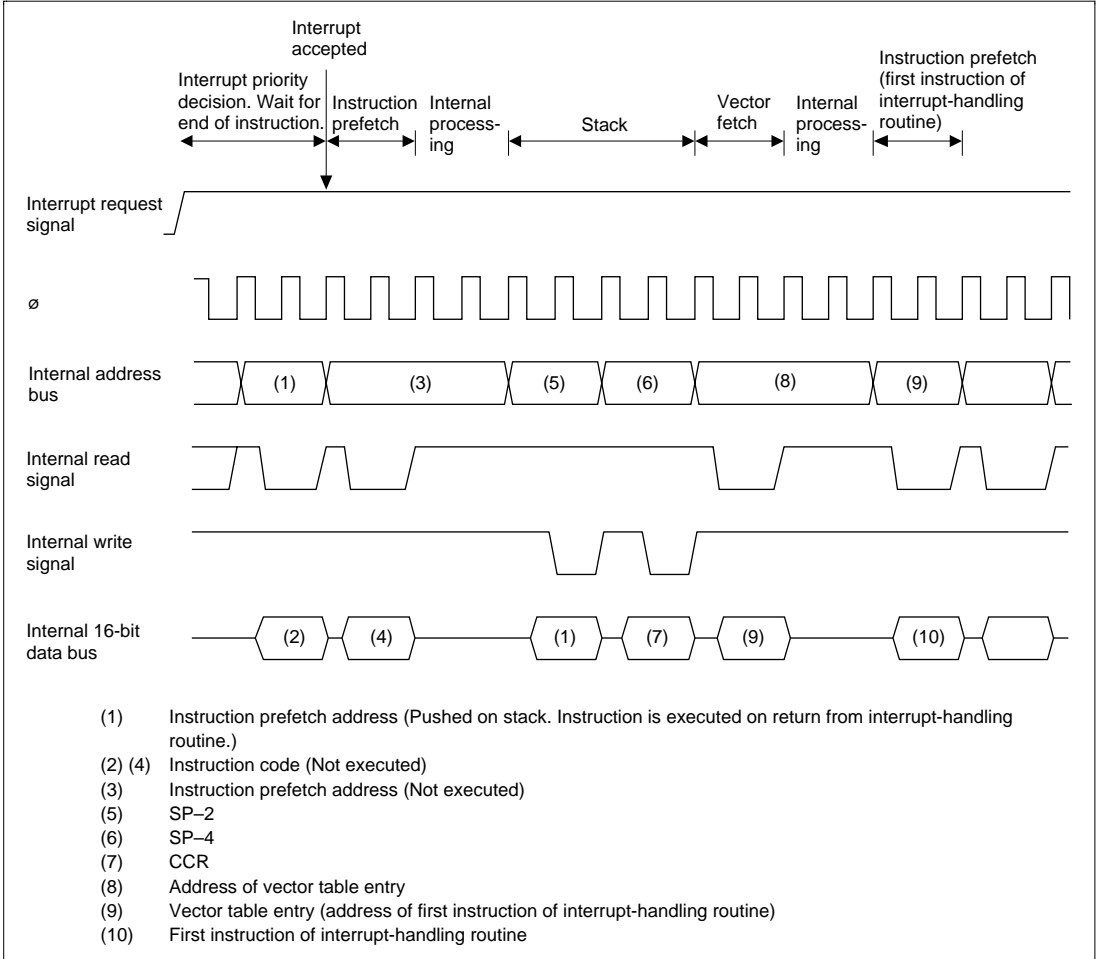 Interrupt
accepted
Interrupt priority
decision. Wait for
end of instruction.
Instruction
prefetch
Internal
process-
ing
Stack
Vector
fetch
Internal
process-
ing
Instruction prefetch
(first instruction of
interrupt-handling
routine)
Interrupt request
signal
ø
Internal address
bus
(1) (3) (5) (6) (8) (9)
Internal read
signal
Internal write
signal
Internal 16-bit
data bus
(2) (4) (1) (7) (9) (10)
(1) Instruction prefetch address (Pushed on stack. Instruction is executed on return from interrupt-handling
routine.)
(2) (4) Instruction code (Not executed)
(3) Instruction prefetch address (Not executed)
(5) SP–2
(6) SP–4
(7) CCR
(8) Address of vector table entry
(9) Vector table entry (address of first instruction of interrupt-handling routine)
(10) First instruction of interrupt-handling routine